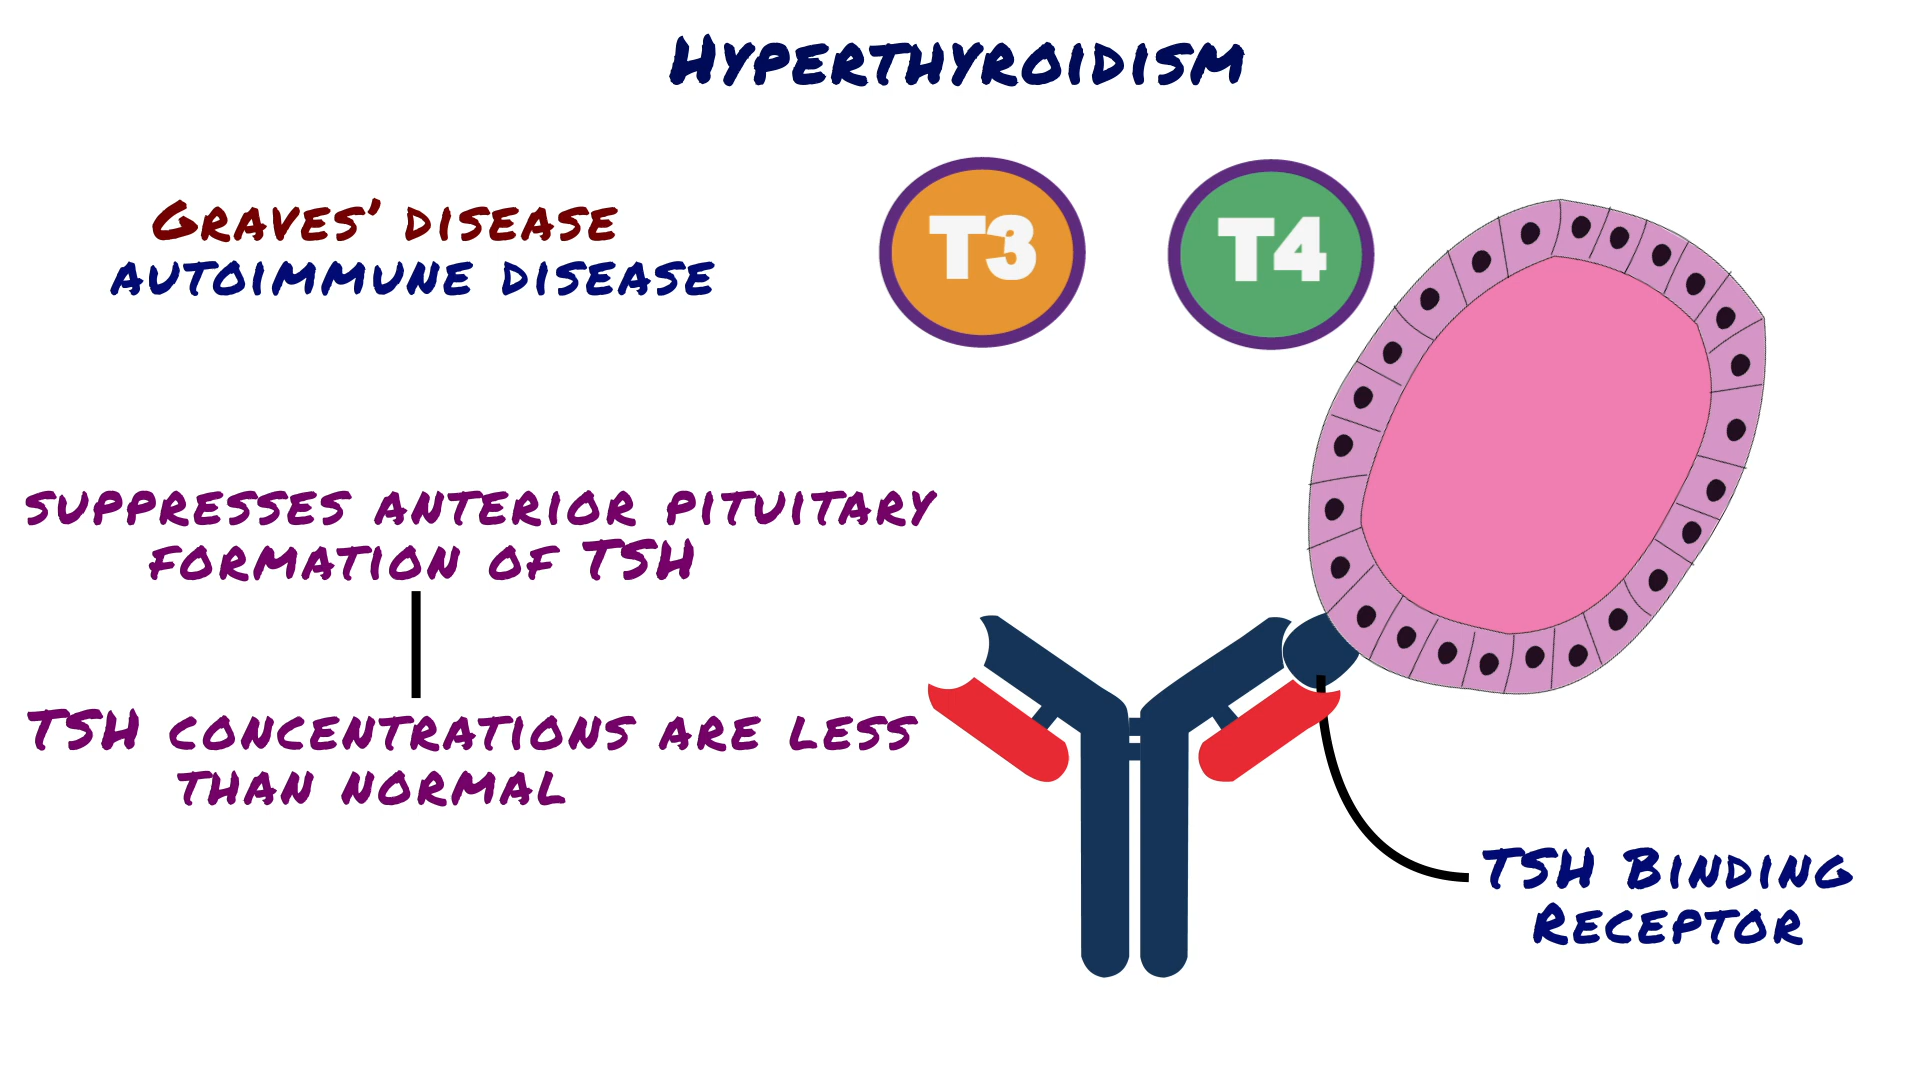 Hyperthyroidism
Graves' disease
autoimmune disease
T3
T4
suppresses anterior pituitary
formation of TSH
TSH concentrations are less
than normal
TSH Binding
Receptor